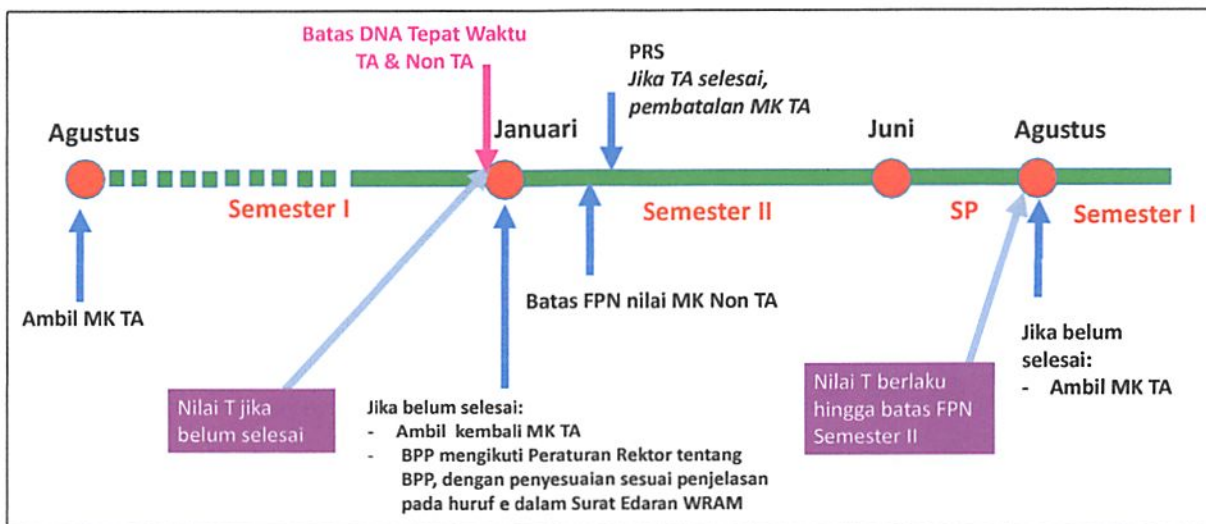 Batas DNA Tepat Waktu
TA & Non TA
PRS
Jika TA selesai,
pembatalan MK TA
Agustus
Januari
Juni
Agustus
Semester I
Semester II
SP
Semester I
Ambil MK TA
Batas FPN nilai MK Non TA
Nilai T jika
belum selesai
Jika belum selesai:
- Ambil kembali MK TA
- BPP mengikuti Peraturan Rektor tentang
BPP, dengan penyesuaian sesuai penjelasan
pada huruf e dalam Surat Edaran WRAM
Nilai T berlaku
hingga batas FPN
Semester II
Jika belum
selesai:
- Ambil MK TA